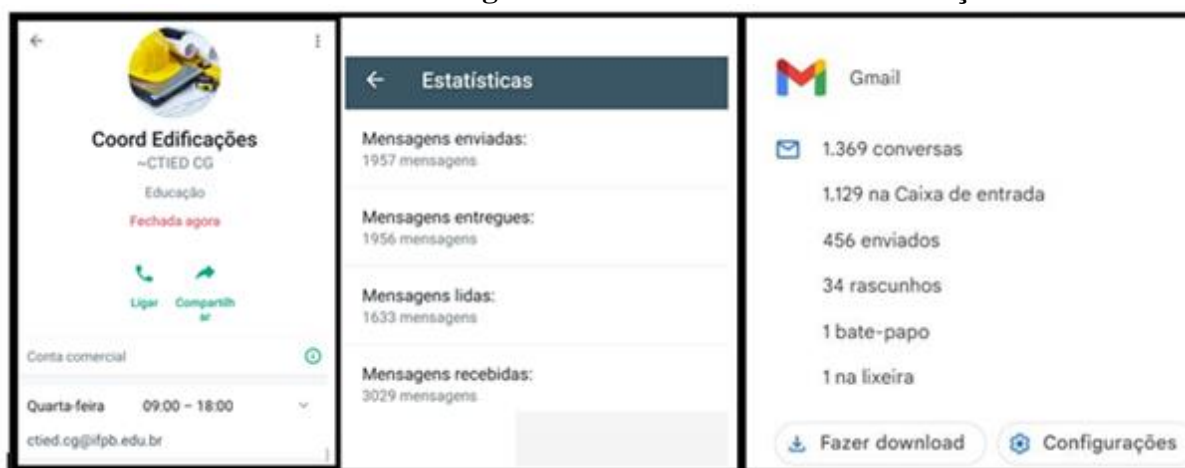 Coord Edificações
~CTIED CG
Educação
Fechada agora
Ligar
Compartilh
ar
Conta comercial
Quarta-feira 09:00 – 18:00
ctied.cg@ifpb.edu.br
Estatísticas
Mensagens enviadas:
1957 mensagens
Mensagens entregues:
1956 mensagens
Mensagens lidas:
1633 mensagens
Mensagens recebidas:
3029 mensagens
Gmail
1.369 conversas
1.129 na Caixa de entrada
456 enviados
34 rascunhos
1 bate-papo
1 na lixeira
Fazer download
Configurações